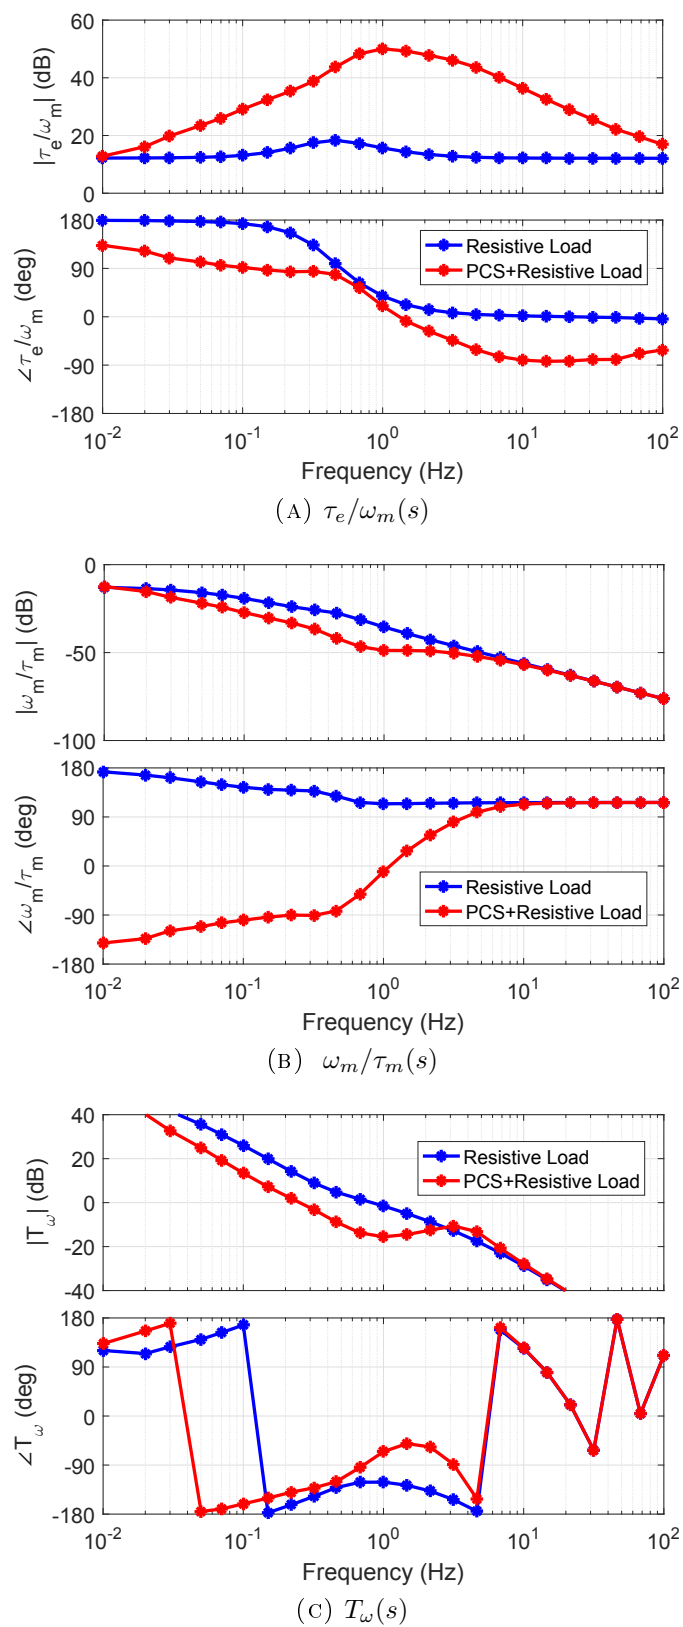 60
40
20
0
|τe/ωm| (dB)
180
90
0
-90
-180
∠τe/ωm (deg)
Resistive Load
PCS+Resistive Load
10-2 10-1 100 101 102
Frequency (Hz)
(A) τe/ωm(s)
0
-50
-100
|ωm/τm| (dB)
180
90
0
-90
-180
∠ωm/τm (deg)
Resistive Load
PCS+Resistive Load
10-2 10-1 100 101 102
Frequency (Hz)
(B) ωm/τm(s)
40
20
0
-20
-40
|Tω| (dB)
Resistive Load
PCS+Resistive Load
180
90
0
-90
-180
∠Tω (deg)
10-2 10-1 100 101 102
Frequency (Hz)
(C) Tω(s)